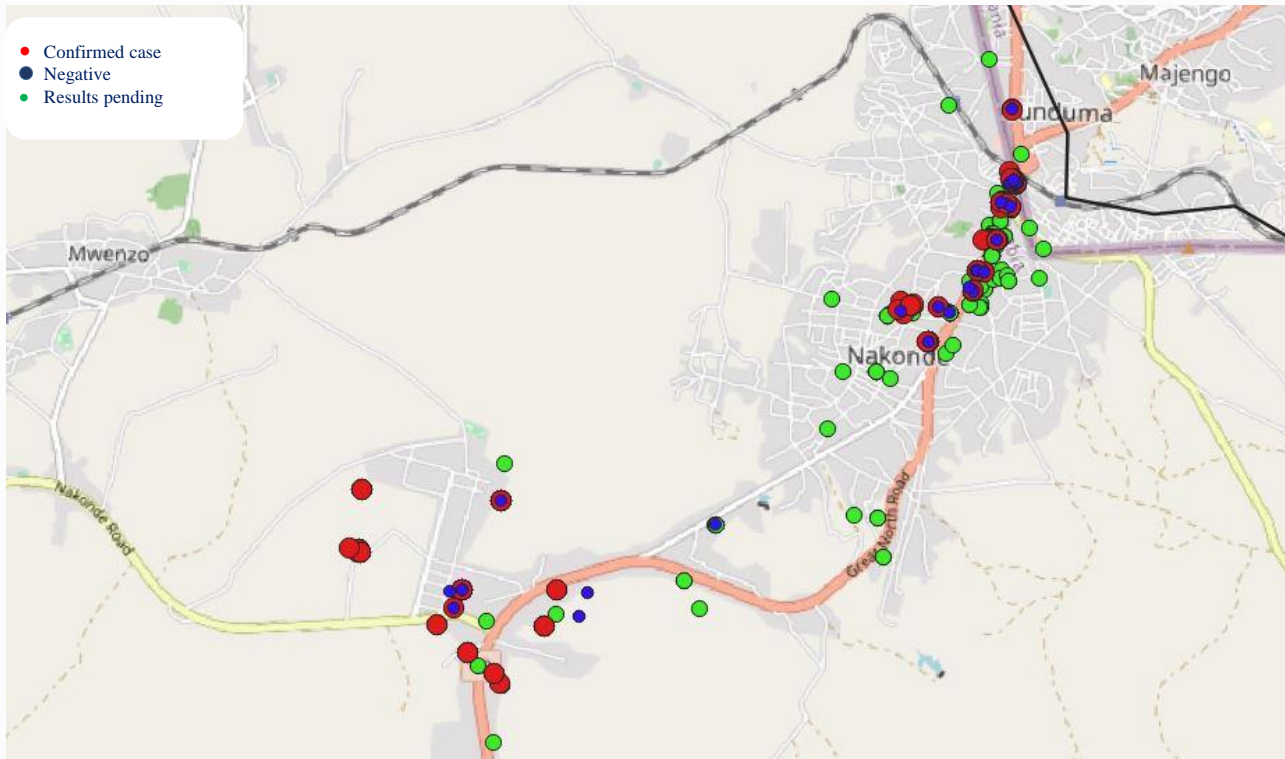 Confirmed case
Negative
Results pending
Majengo
unduma
Mwenzo
Nakonde
Nakonde Road
Great North Road